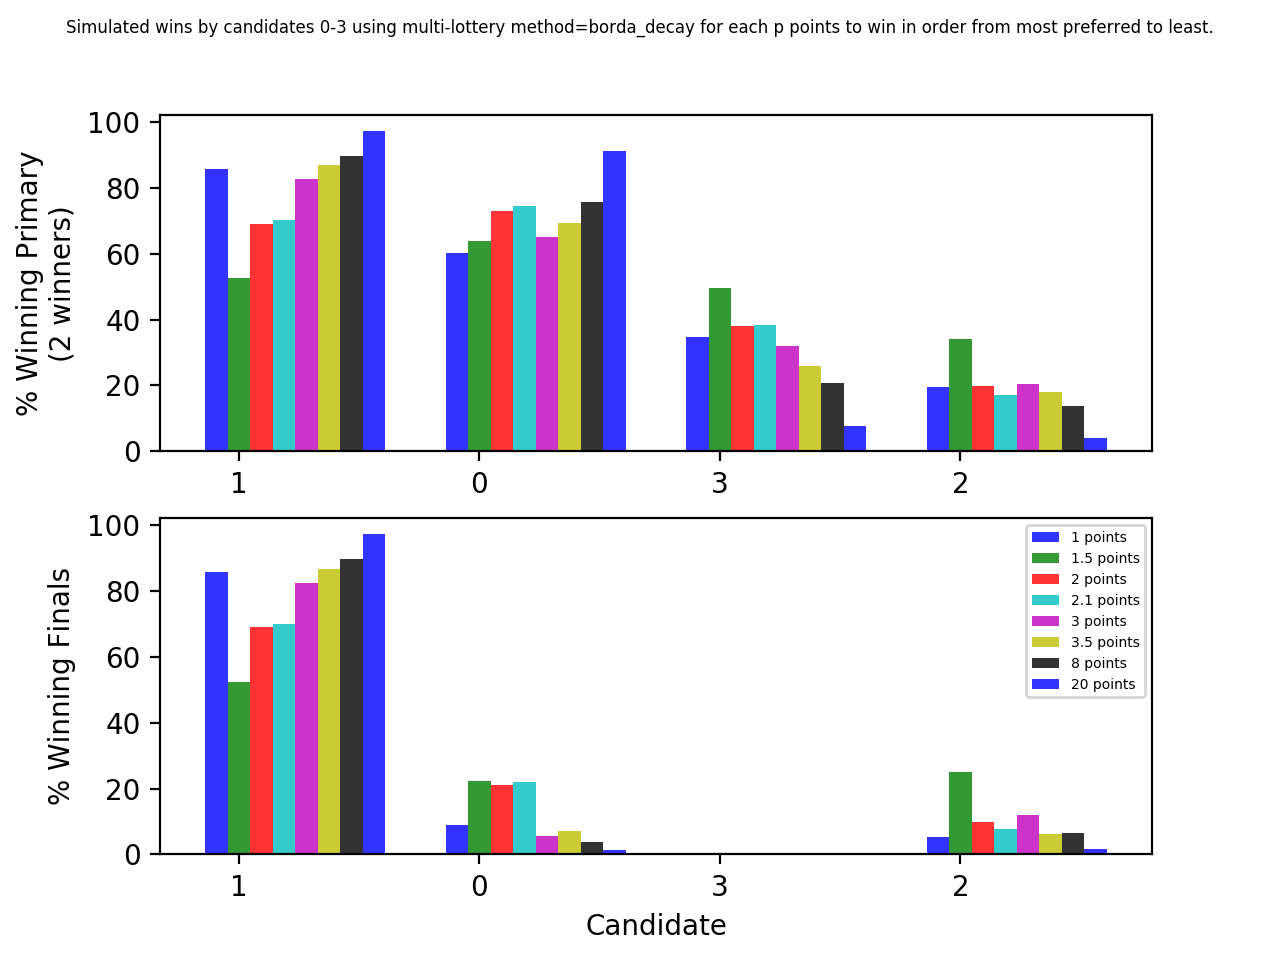 Simulated wins by candidates 0-3 using multi-lottery method=borda_decay for each p points to win in order from most preferred to least.
% Winning Primary
(2 winners)
100
80
60
40
20
0
1
0
3
2
% Winning Finals
100
80
60
40
20
0
1 points
1.5 points
2 points
2.1 points
3 points
3.5 points
8 points
20 points
1
0
3
2
Candidate